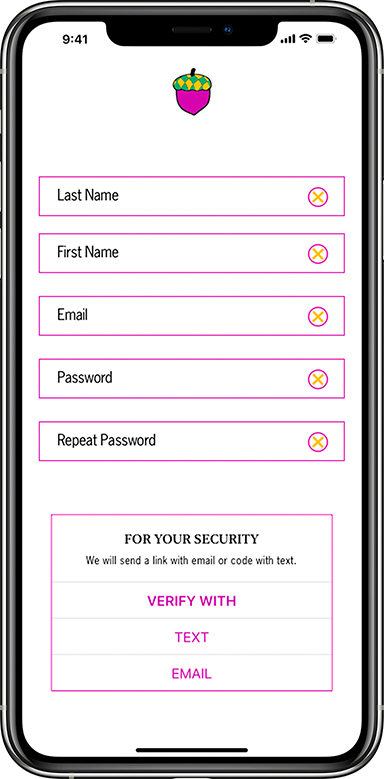 9:41
Last Name
First Name
Email
Password
Repeat Password
FOR YOUR SECURITY
We will send a link with email or code with text.
VERIFY WITH
TEXT
EMAIL